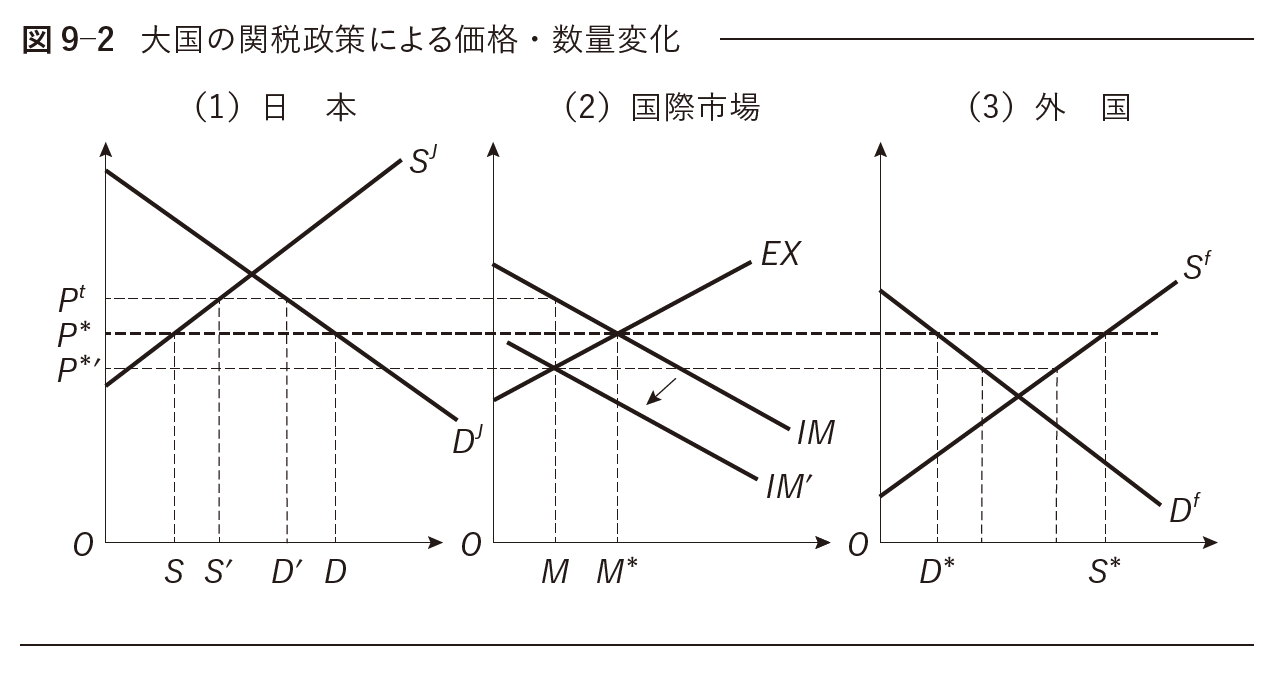 図9-2 大国の関税政策による価格・数量変化
(1)日 本
(2)国際市場
(3)外 国
S^J
P^t
P*
P*′
D^J
O
S S′ D′ D
EX
IM
IM′
O
M M*
S^f
D^f
O
D* S*